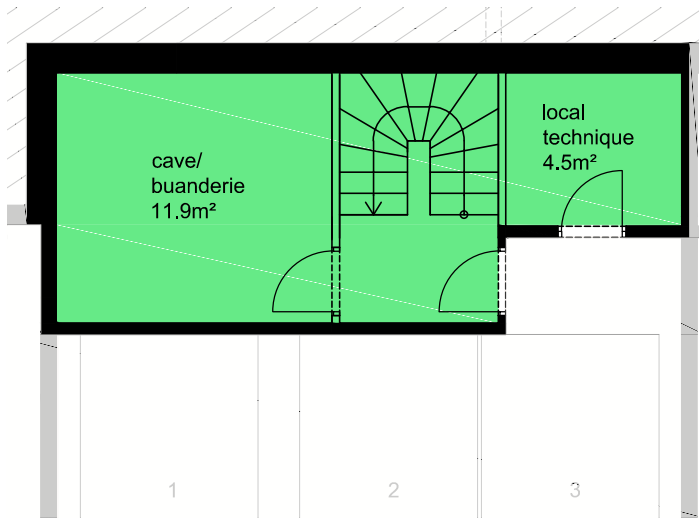 cave/
buanderie
11.9m²
local
technique
4.5m²
1
2
3